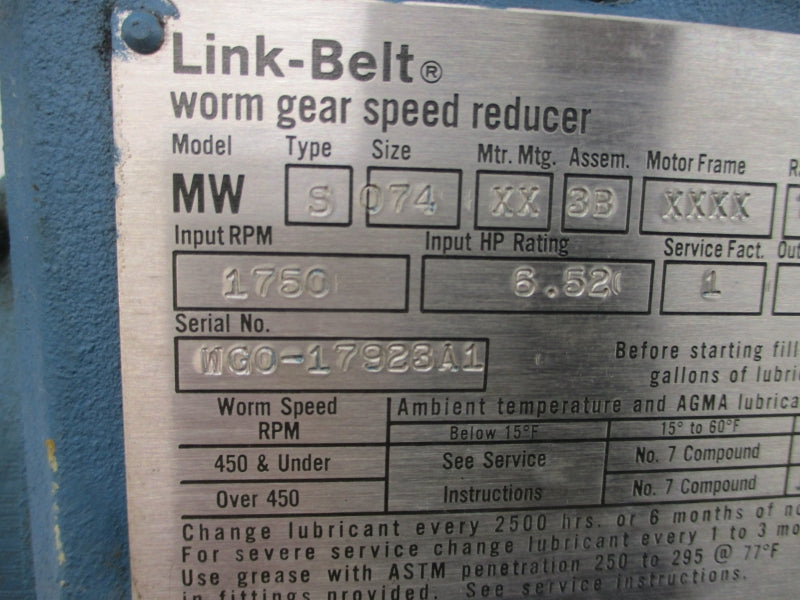 Link-Belt®
worm gear speed reducer
Model Type Size Mtr. Mtg. Assem. Motor Frame
MW S 074 XX 3B XXXX
Input RPM Input HP Rating Service Fact.
1750 6.52 1
Serial No.
WGO-17923A1
Before starting fill
gallons of lubri
Worm Speed RPM Ambient temperature and AGMA lubrica
Below 15°F 15° to 60°F
450 & Under See Service No. 7 Compound
Over 450 Instructions No. 7 Compound
Change lubricant every 2500 hrs. or 6 months of
For severe service change lubricant every 1 to 3 mo
Use grease with ASTM penetration 250 to 295 @ 77°F
in fittings provided. See service instructions.